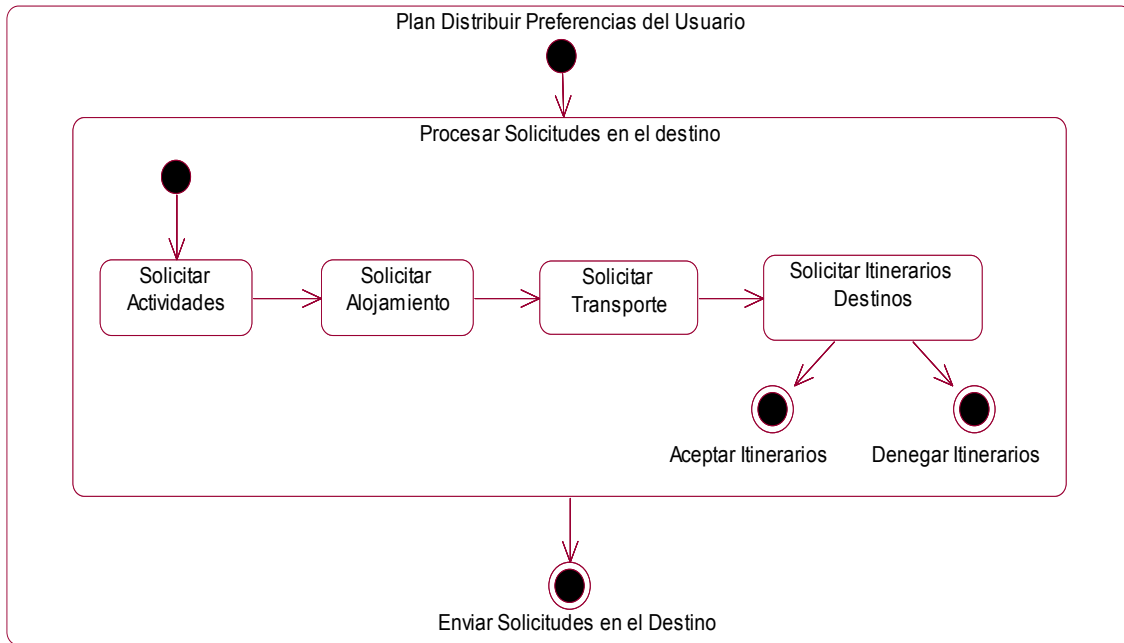 Plan Distribuir Preferencias del Usuario
Procesar Solicitudes en el destino
Solicitar
Actividades
Solicitar
Alojamiento
Solicitar
Transporte
Solicitar Itinerarios
Destinos
Aceptar Itinerarios
Denegar Itinerarios
Enviar Solicitudes en el Destino